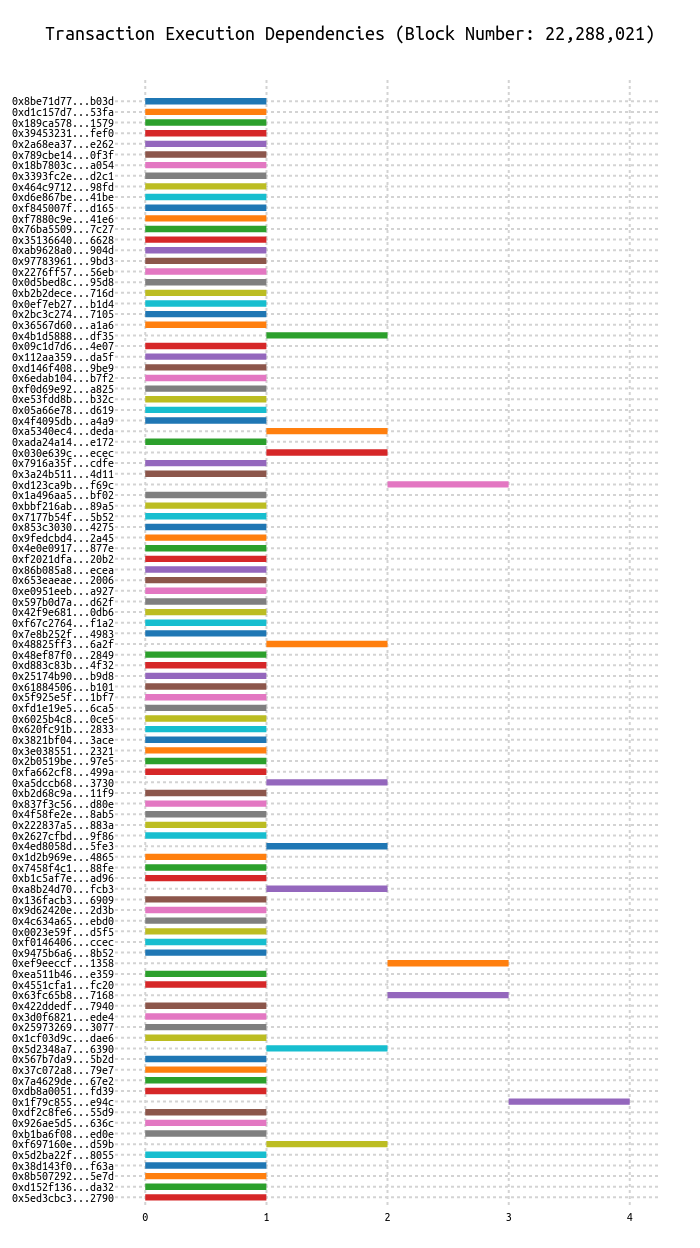 Transaction Execution Dependencies (Block Number: 22,288,021)
0x8be71d77...b03d
0xd1c157d7...53fa
0x189ca578...1579
0x39453231...fef0
0x2a68ea37...e262
0x789cbe14...0f3f
0x18b7803c...a054
0x3393fc2e...d2c1
0x464c9712...98fd
0xd6e867be...41be
0xf845007f...d165
0xf7880c9e...41e6
0x76ba5509...7c27
0x35136640...6628
0xab9628a0...904d
0x97783961...9bd3
0x2276ff57...56eb
0x0d5bed8c...95d8
0xb2b2dece...716d
0x0ef7eb27...b1d4
0x2bc3c274...7105
0x36567d60...a1a6
0x4b1d5888...df35
0x09c1d7d6...4e07
0x112aa359...da5f
0xd146f408...9be9
0x6edab104...b7f2
0xf0d69e92...a825
0xe53fdd8b...b32c
0x05a66e78...d619
0x4f4095db...a4a9
0xa5340ec4...deda
0xada24a14...e172
0x030e639c...ecec
0x7916a35f...cdfe
0x3a24b511...4d11
0xd123ca9b...f69c
0x1a496aa5...bf02
0xbbf216ab...89a5
0x7177b54f...5b52
0x853c3030...4275
0x9fedcbd4...2a45
0x4e0e0917...877e
0xf2021dfa...20b2
0x86b085a8...ecea
0x653eaeae...2006
0xe0951eeb...a927
0x597b0d7a...d62f
0x42f9e681...0db6
0xf67c2764...f1a2
0x7e8b252f...4983
0x48825ff3...6a2f
0x48ef87f0...2849
0xd883c83b...4f32
0x25174b90...b9d8
0x61884506...b101
0x5f925e5f...1bf7
0xfd1e19e5...6ca5
0x6025b4c8...0ce5
0x620fc91b...2833
0x3821bf04...3ace
0x3e038551...2321
0x2b0519be...97e5
0xfa662cf8...499a
0xa5dccb68...3730
0xb2d68c9a...11f9
0x837f3c56...d80e
0x4f58fe2e...8ab5
0x222837a5...883a
0x2627cfbd...9f86
0x4ed8058d...5fe3
0x1d2b969e...4865
0x7458f4c1...88fe
0xb1c5af7e...ad96
0xa8b24d70...fcb3
0x136facb3...6909
0x9d62420e...2d3b
0x4c634a65...ebd0
0x0023e59f...d5f5
0xf0146406...ccec
0x9475b6a6...8b52
0xef9eeccf...1358
0xea511b46...e359
0x4551cfa1...fc20
0x63fc65b8...7168
0x422ddedf...7940
0x3d0f6821...ede4
0x25973269...3077
0x1cf03d9c...dae6
0x5d2348a7...6390
0x567b7da9...5b2d
0x37c072a8...79e7
0x7a4629de...67e2
0xdb8a0051...fd39
0x1f79c855...e94c
0xdf2c8fe6...55d9
0x926ae5d5...636c
0xb1ba6f08...ed0e
0xf697160e...d59b
0x5d2ba22f...8055
0x38d143f0...f63a
0x8b507292...5e7d
0xd152f136...da32
0x5ed3cbc3...2790
0 1 2 3 4